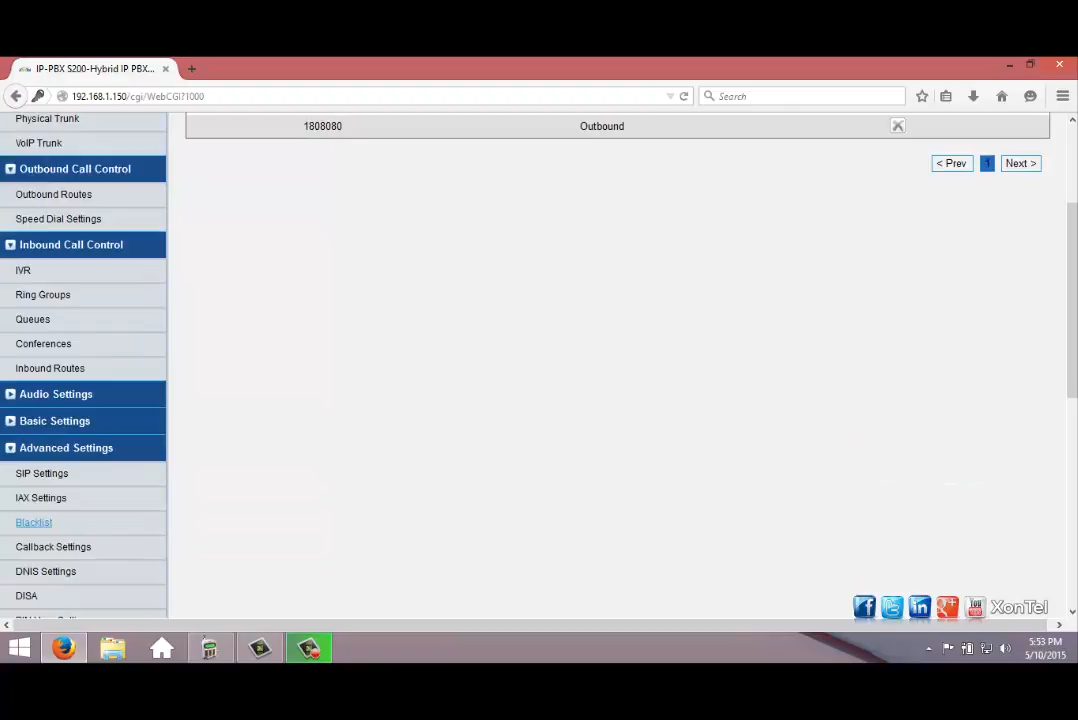 IP-PBX S200-Hybrid IP PBX...
192.168.1.150/cgi/WebCGI?1000
Search
Physical Trunk
1808080 Outbound
VoIP Trunk
< Prev 1 Next >
Outbound Call Control
Outbound Routes
Speed Dial Settings
Inbound Call Control
IVR
Ring Groups
Queues
Conferences
Inbound Routes
Audio Settings
Basic Settings
Advanced Settings
SIP Settings
IAX Settings
Blacklist
Callback Settings
DNIS Settings
DISA
XonTel
5:53 PM
5/10/2015